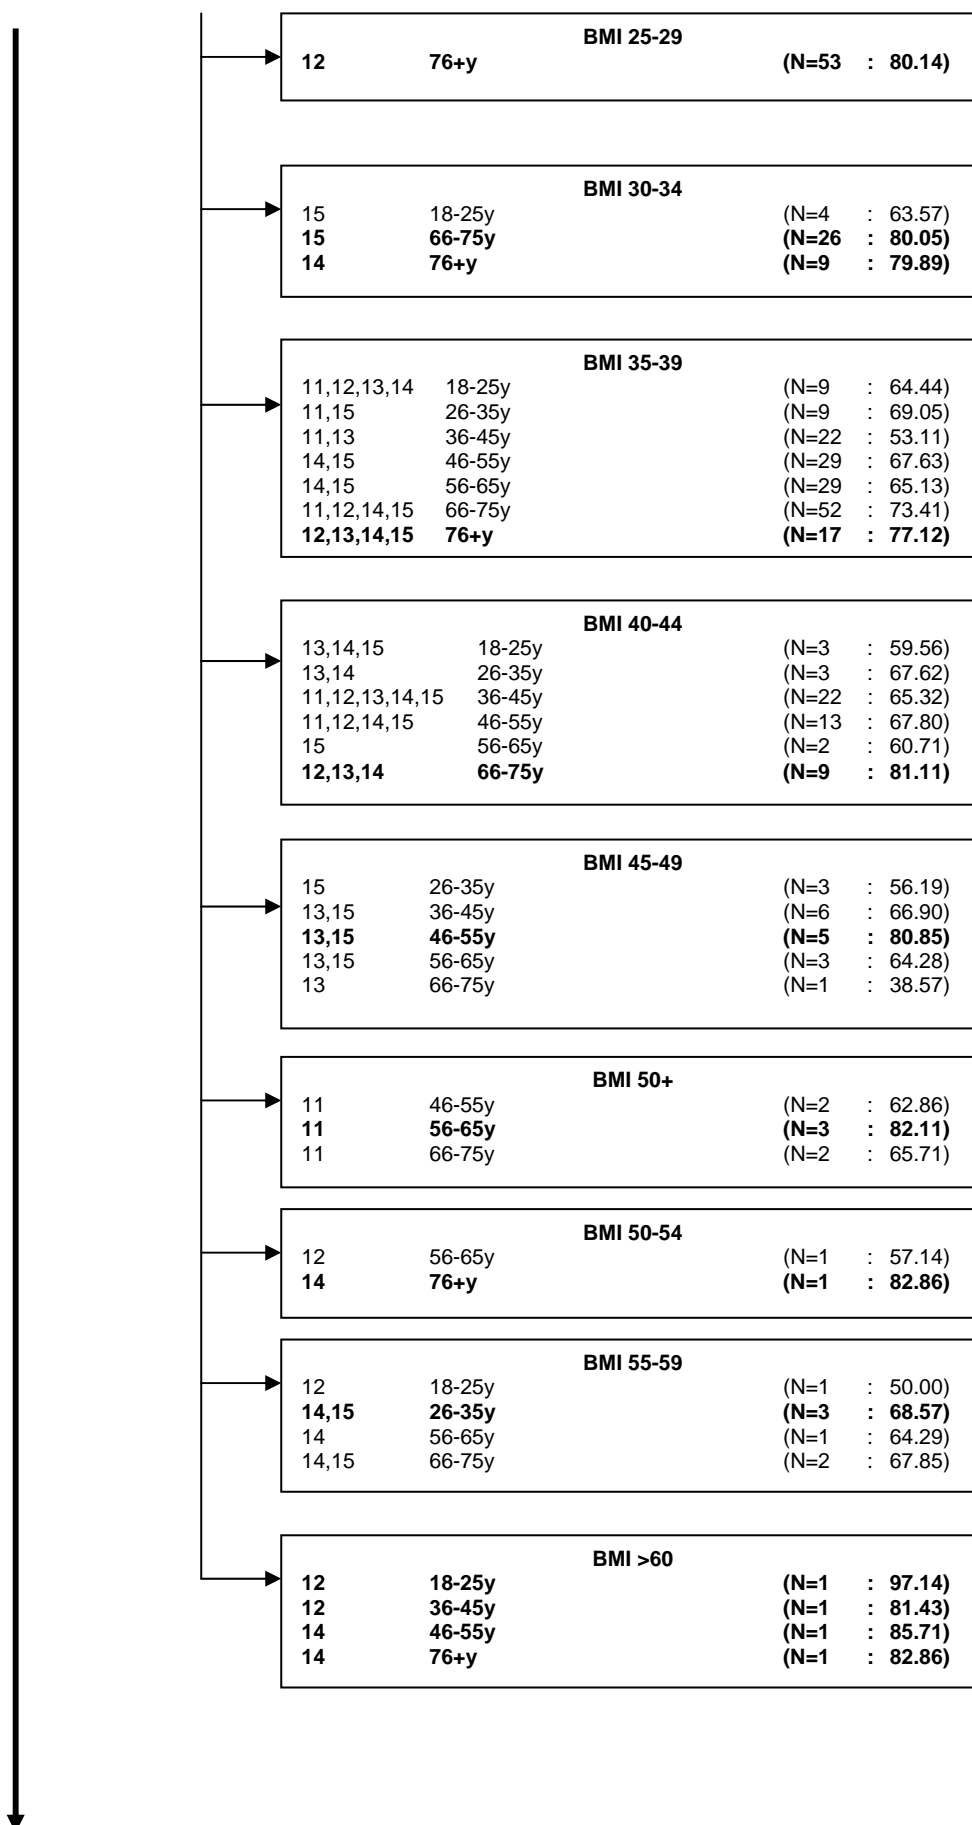 BMI 25-29
12 76+y (N=53 : 80.14)
BMI 30-34
15 18-25y (N=4 : 63.57)
15 66-75y (N=26 : 80.05)
14 76+y (N=9 : 79.89)
BMI 35-39
11,12,13,14 18-25y (N=9 : 64.44)
11,15 26-35y (N=9 : 69.05)
11,13 36-45y (N=22 : 53.11)
14,15 46-55y (N=29 : 67.63)
14,15 56-65y (N=29 : 65.13)
11,12,14,15 66-75y (N=52 : 73.41)
12,13,14,15 76+y (N=17 : 77.12)
BMI 40-44
13,14,15 18-25y (N=3 : 59.56)
13,14 26-35y (N=3 : 67.62)
11,12,13,14,15 36-45y (N=22 : 65.32)
11,12,14,15 46-55y (N=13 : 67.80)
15 56-65y (N=2 : 60.71)
12,13,14 66-75y (N=9 : 81.11)
BMI 45-49
15 26-35y (N=3 : 56.19)
13,15 36-45y (N=6 : 66.90)
13,15 46-55y (N=5 : 80.85)
13,15 56-65y (N=3 : 64.28)
13 66-75y (N=1 : 38.57)
BMI 50+
11 46-55y (N=2 : 62.86)
11 56-65y (N=3 : 82.11)
11 66-75y (N=2 : 65.71)
BMI 50-54
12 56-65y (N=1 : 57.14)
14 76+y (N=1 : 82.86)
BMI 55-59
12 18-25y (N=1 : 50.00)
14,15 26-35y (N=3 : 68.57)
14 56-65y (N=1 : 64.29)
14,15 66-75y (N=2 : 67.85)
BMI >60
12 18-25y (N=1 : 97.14)
12 36-45y (N=1 : 81.43)
14 46-55y (N=1 : 85.71)
14 76+y (N=1 : 82.86)